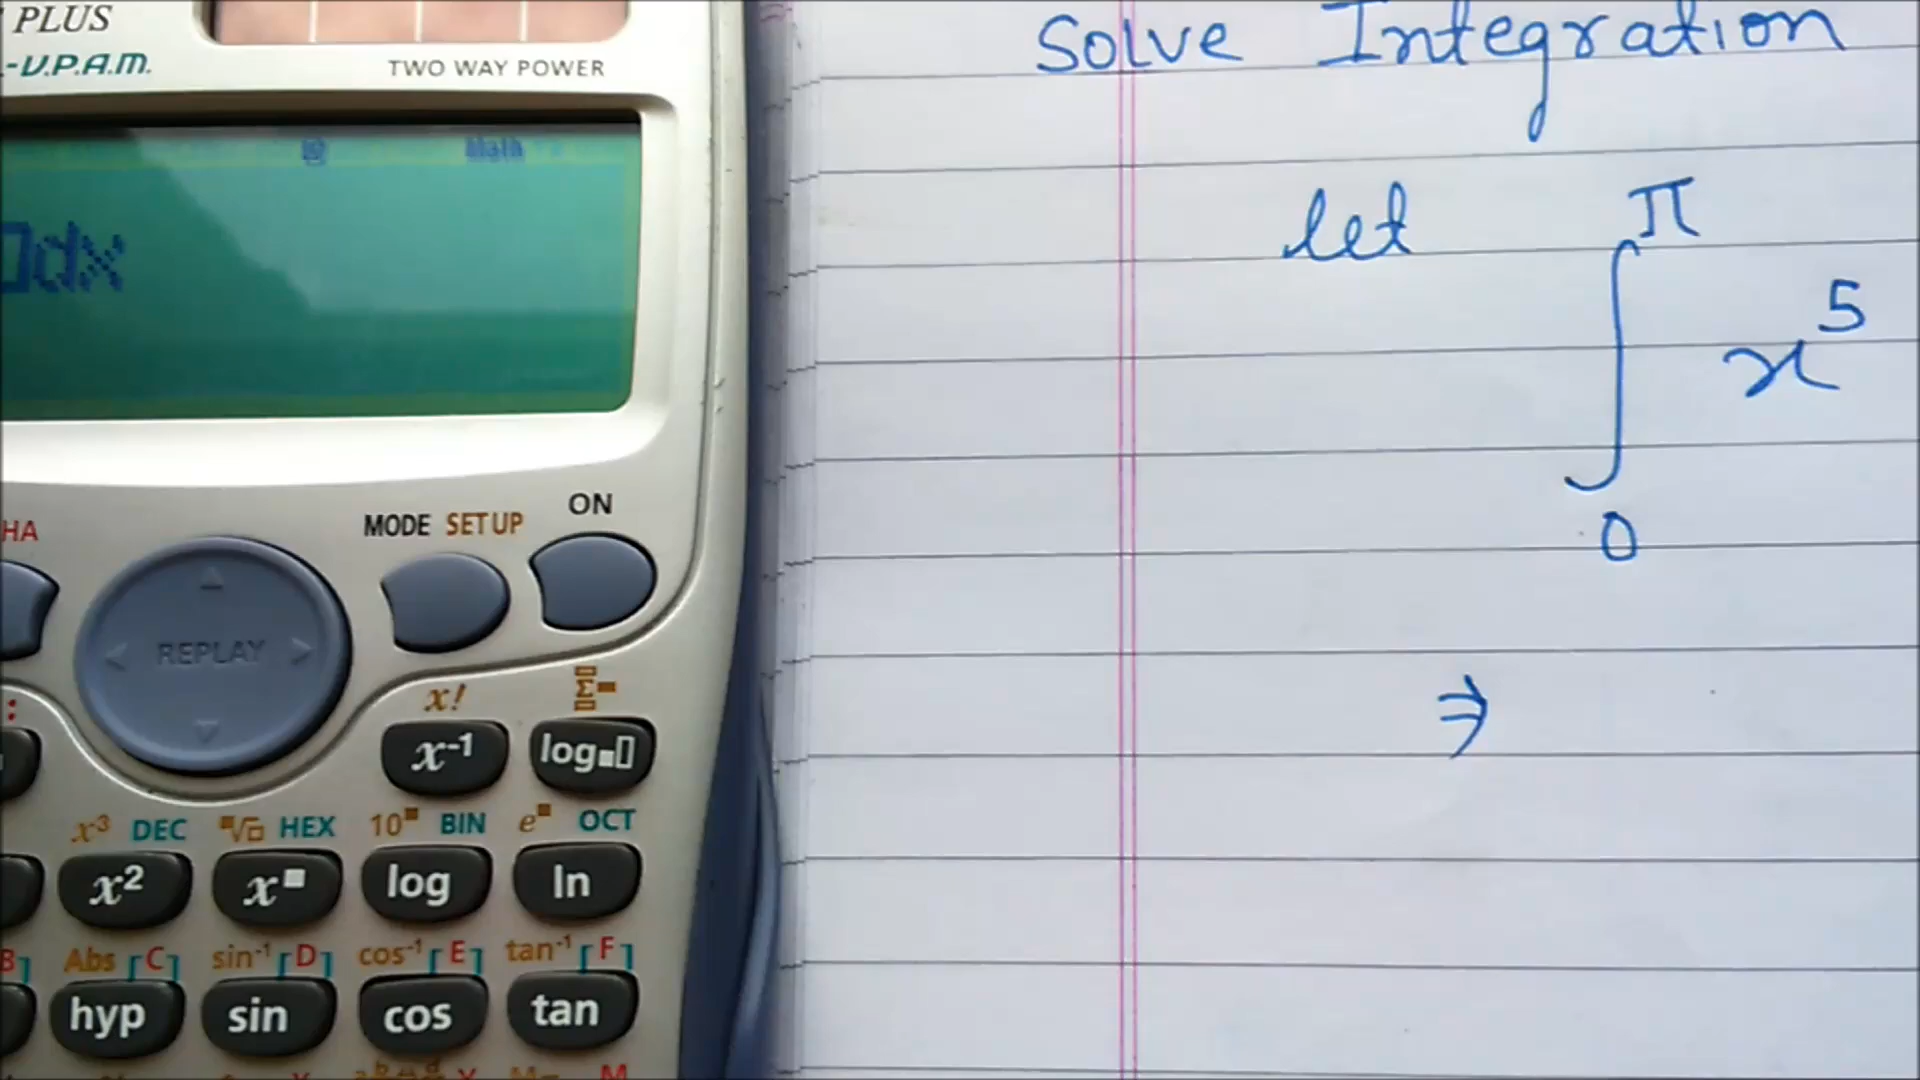 PLUS
-V.P.A.M.
TWO WAY POWER
Math
dx
HA
MODE SETUP
ON
:
x!
Σ
x⁻¹
log
x³ DEC
√ HEX
10 BIN
e OCT
x²
x
log
ln
B]
Abs [C]
sin⁻¹ [D]
cos⁻¹ [E]
tan⁻¹ [F]
hyp
sin
cos
tan
Solve Integration
let
∫
π
x⁵
0
⇒